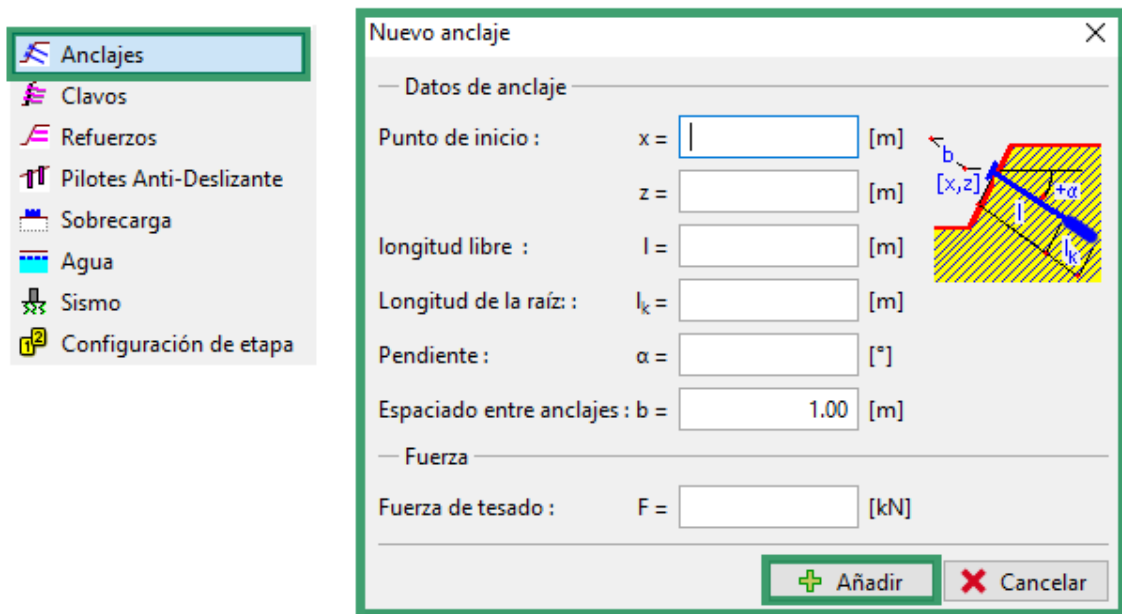 Anclajes
Clavos
Refuerzos
Pilotes Anti-Deslizante
Sobrecarga
Agua
Sismo
1 2 Configuración de etapa
Nuevo anclaje
Datos de anclaje
Punto de inicio : x = [m]
z = [m]
longitud libre : l = [m]
Longitud de la raíz: : lk = [m]
Pendiente : α = [°]
Espaciado entre anclajes : b = 1.00 [m]
Fuerza
Fuerza de tesado : F = [kN]
Añadir Cancelar
b
[x,z]
+α
l
lk